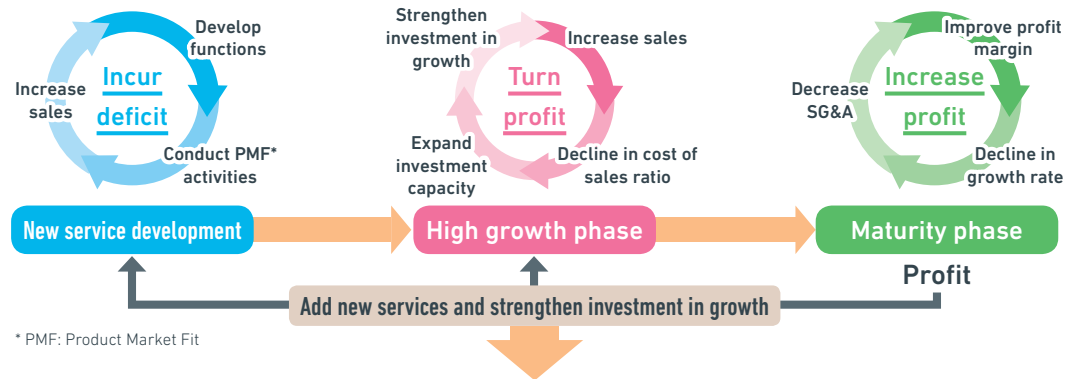 Develop
functions
Incur
deficit
Increase
sales
Conduct PMF*
activities
New service development
Strengthen
investment in
growth
Increase sales
Turn
profit
Expand
investment
capacity
Decline in cost of
sales ratio
High growth phase
Improve profit
margin
Increase
profit
Decrease
SG&A
Decline in
growth rate
Maturity phase
Profit
Add new services and strengthen investment in growth
* PMF: Product Market Fit